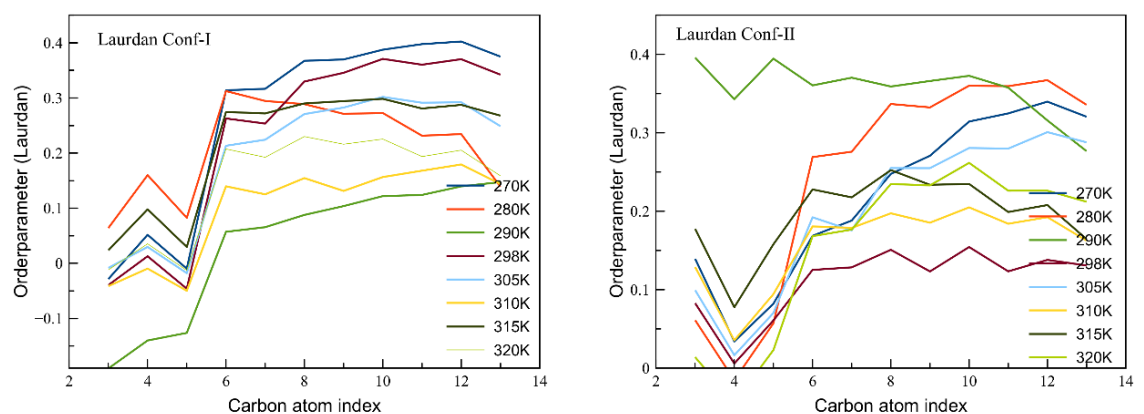 Laurdan Conf-I
Orderparameter (Laurdan)
0.4
0.3
0.2
0.1
0
−0.1
270K
280K
290K
298K
305K
310K
315K
320K
2 4 6 8 10 12 14
Carbon atom index
Laurdan Conf-II
Orderparameter (Laurdan)
0.4
0.3
0.2
0.1
0
270K
280K
290K
298K
305K
310K
315K
320K
2 4 6 8 10 12 14
Carbon atom index